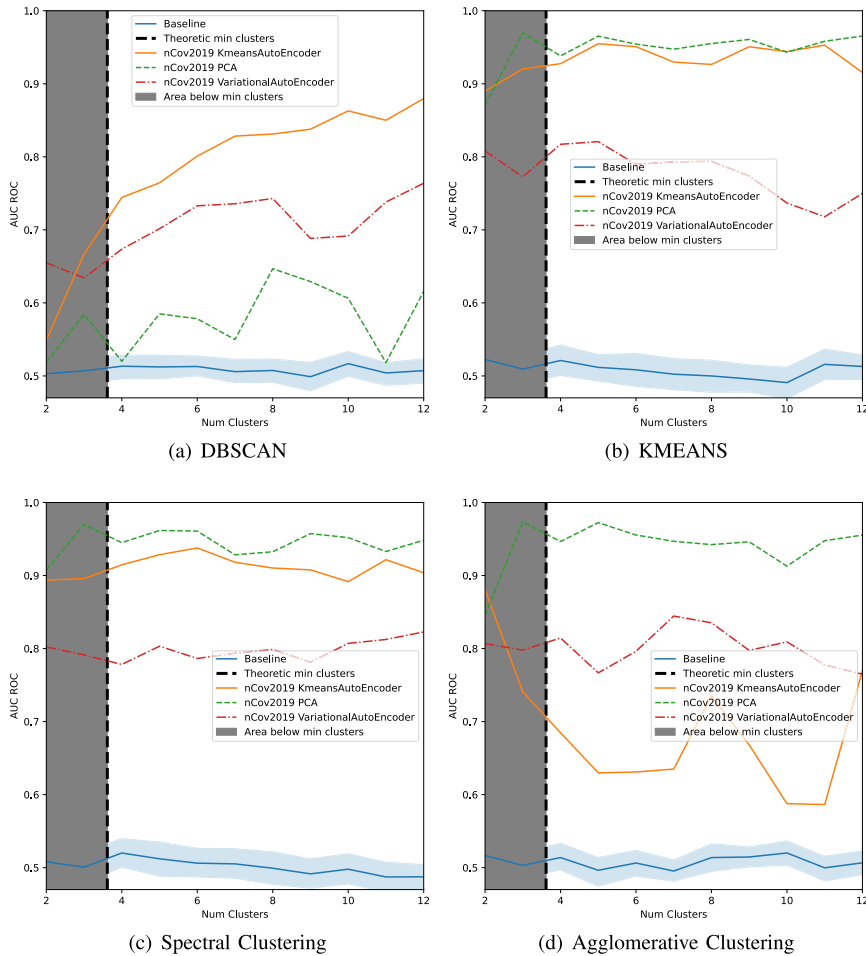 1.0
0.9
0.8
0.7
0.6
0.5
AUC ROC
2
4
6
8
10
12
Num Clusters
Baseline
Theoretic min clusters
nCov2019 KmeansAutoEncoder
nCov2019 PCA
nCov2019 VariationalAutoEncoder
Area below min clusters
(a) DBSCAN
1.0
0.9
0.8
0.7
0.6
0.5
AUC ROC
2
4
6
8
10
12
Num Clusters
Baseline
Theoretic min clusters
nCov2019 KmeansAutoEncoder
nCov2019 PCA
nCov2019 VariationalAutoEncoder
Area below min clusters
(b) KMEANS
1.0
0.9
0.8
0.7
0.6
0.5
AUC ROC
2
4
6
8
10
12
Num Clusters
Baseline
Theoretic min clusters
nCov2019 KmeansAutoEncoder
nCov2019 PCA
nCov2019 VariationalAutoEncoder
Area below min clusters
(c) Spectral Clustering
1.0
0.9
0.8
0.7
0.6
0.5
AUC ROC
2
4
6
8
10
12
Num Clusters
Baseline
Theoretic min clusters
nCov2019 KmeansAutoEncoder
nCov2019 PCA
nCov2019 VariationalAutoEncoder
Area below min clusters
(d) Agglomerative Clustering